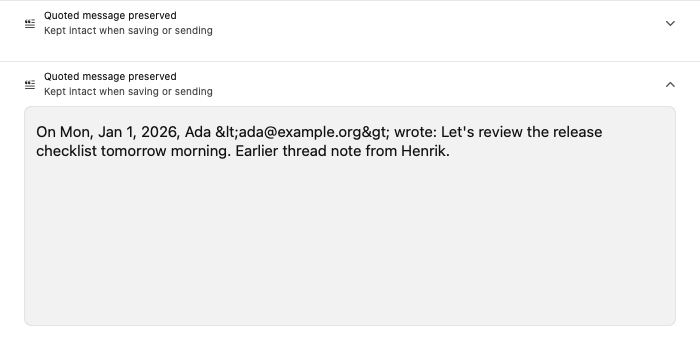 Quoted message preserved
Kept intact when saving or sending
Quoted message preserved
Kept intact when saving or sending
On Mon, Jan 1, 2026, Ada &lt;ada@example.org&gt; wrote: Let's review the release
checklist tomorrow morning. Earlier thread note from Henrik.